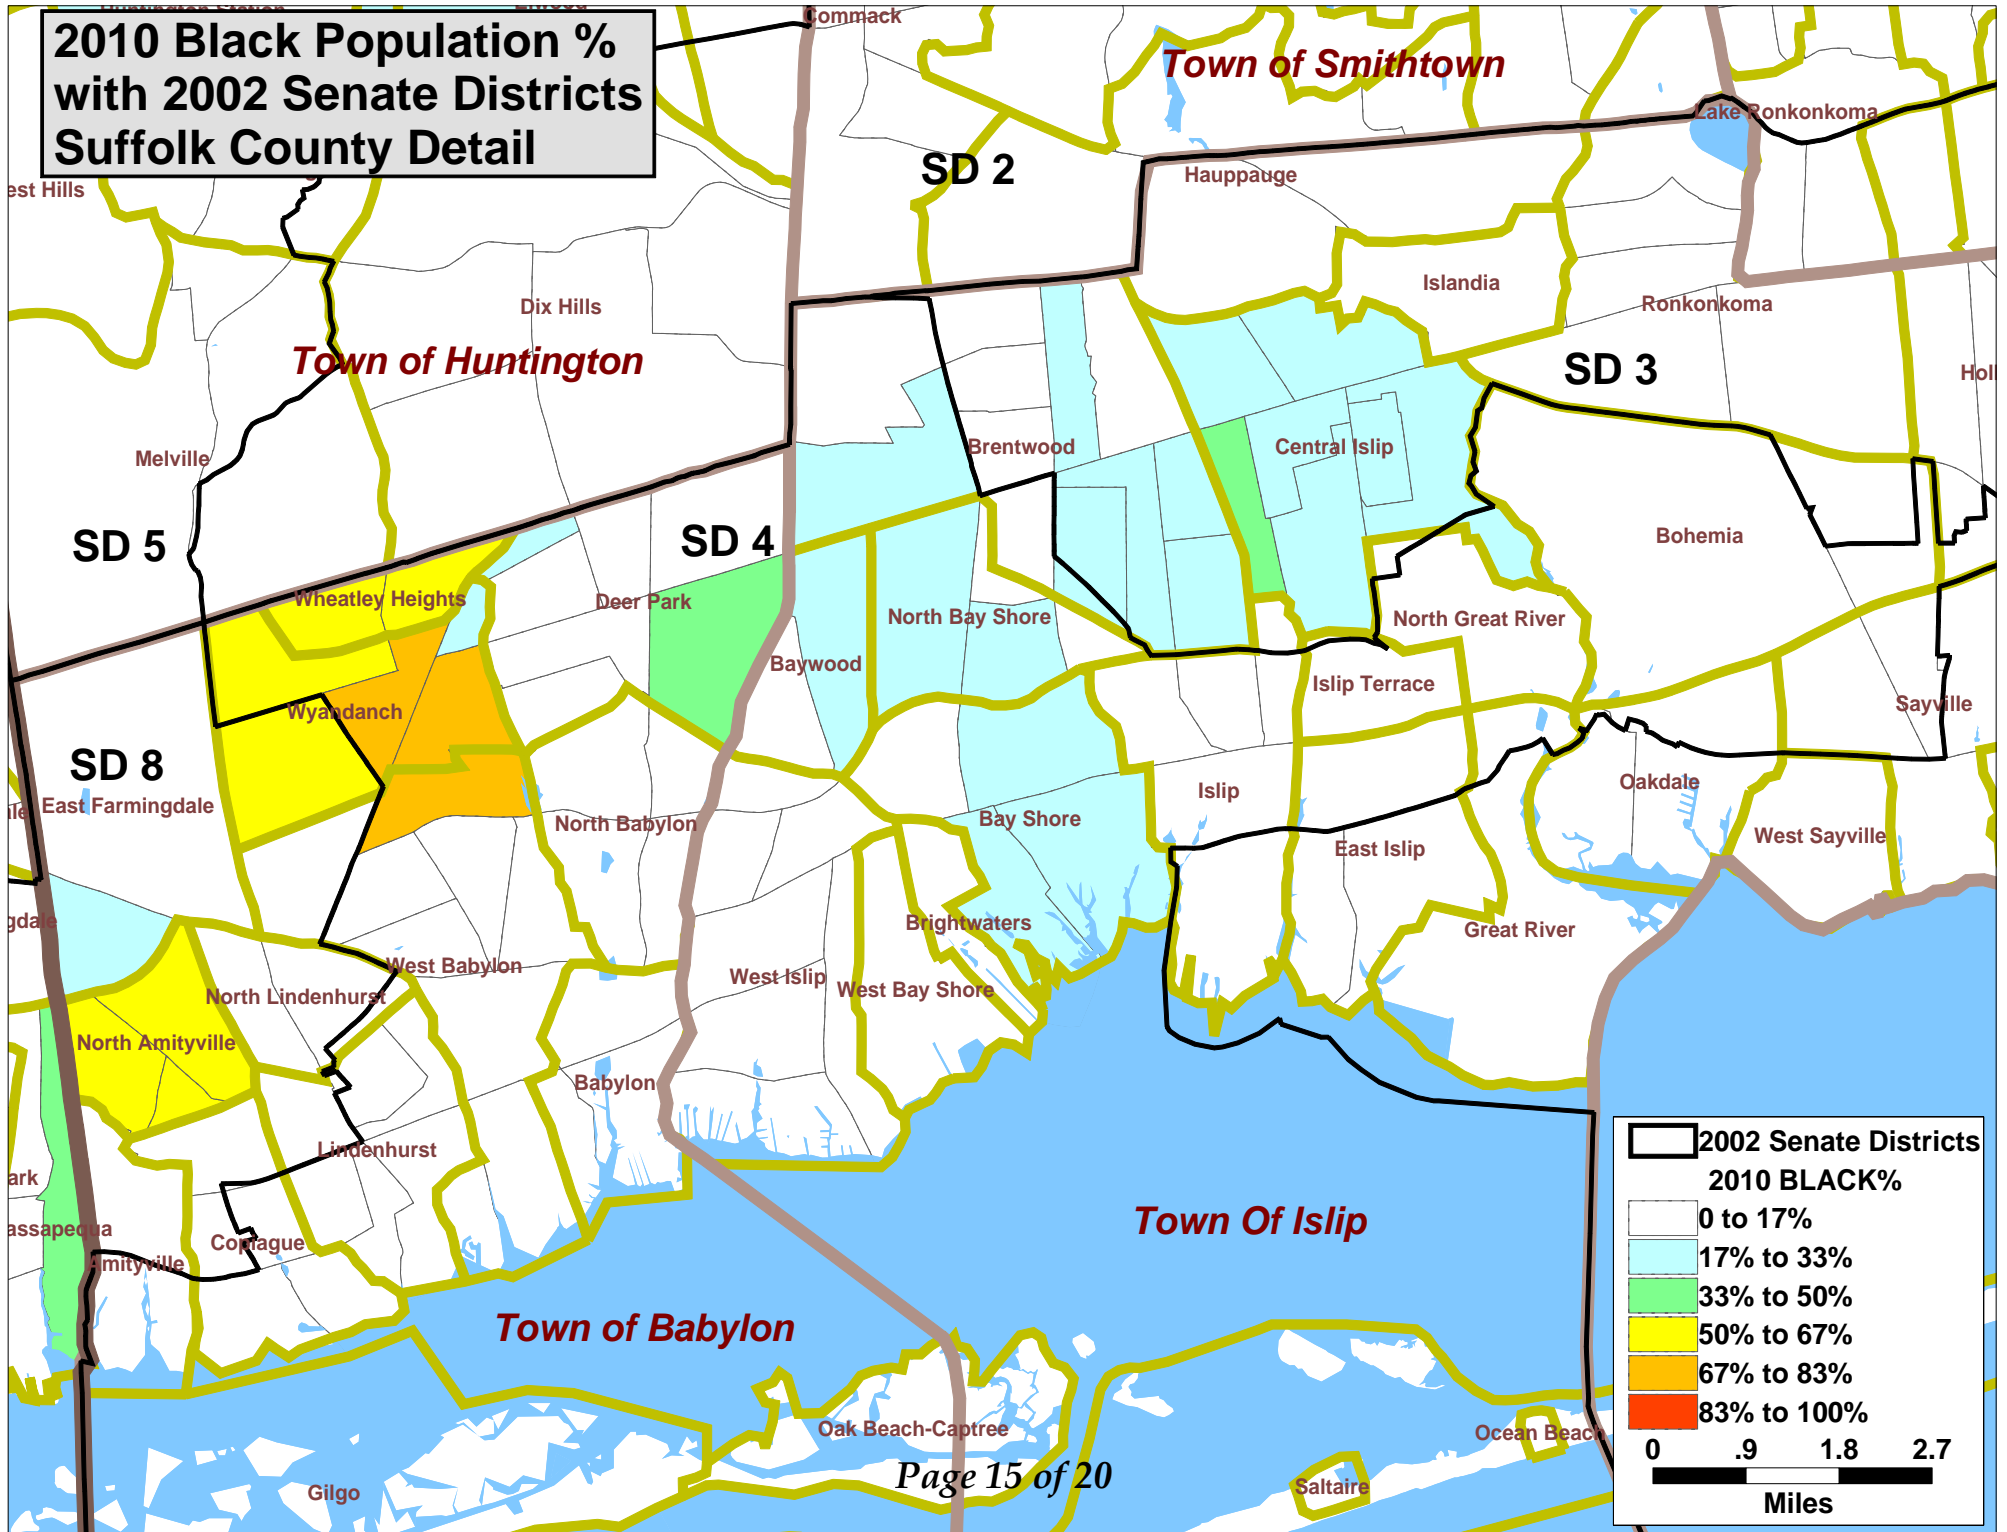 Huntington Station
Elwood
Commack
2010 Black Population %
with 2002 Senate Districts
Suffolk County Detail
Town of Smithtown
Lake Ronkonkoma
SD 2
Hauppauge
est Hills
Islandia
Dix Hills
Ronkonkoma
Town of Huntington
SD 3
Hol
Melville
Brentwood
Central Islip
SD 5
SD 4
Bohemia
Wheatley Heights
Deer Park
North Bay Shore
North Great River
Baywood
Islip Terrace
Wyandanch
Sayville
SD 8
Islip
Oakdale
East Farmingdale
ale
North Babylon
Bay Shore
East Islip
West Sayville
gdale
Brightwaters
Great River
West Babylon
West Islip
West Bay Shore
North Lindenhurst
North Amityville
Babylon
Lindenhurst
ark
assapequa
Copiague
Amityville
Town Of Islip
Town of Babylon
Oak Beach-Captree
Ocean Beach
Page 15 of 20
Saltaire
Gilgo
2002 Senate Districts
2010 BLACK%
0 to 17%
17% to 33%
33% to 50%
50% to 67%
67% to 83%
83% to 100%
0 .9 1.8 2.7
Miles